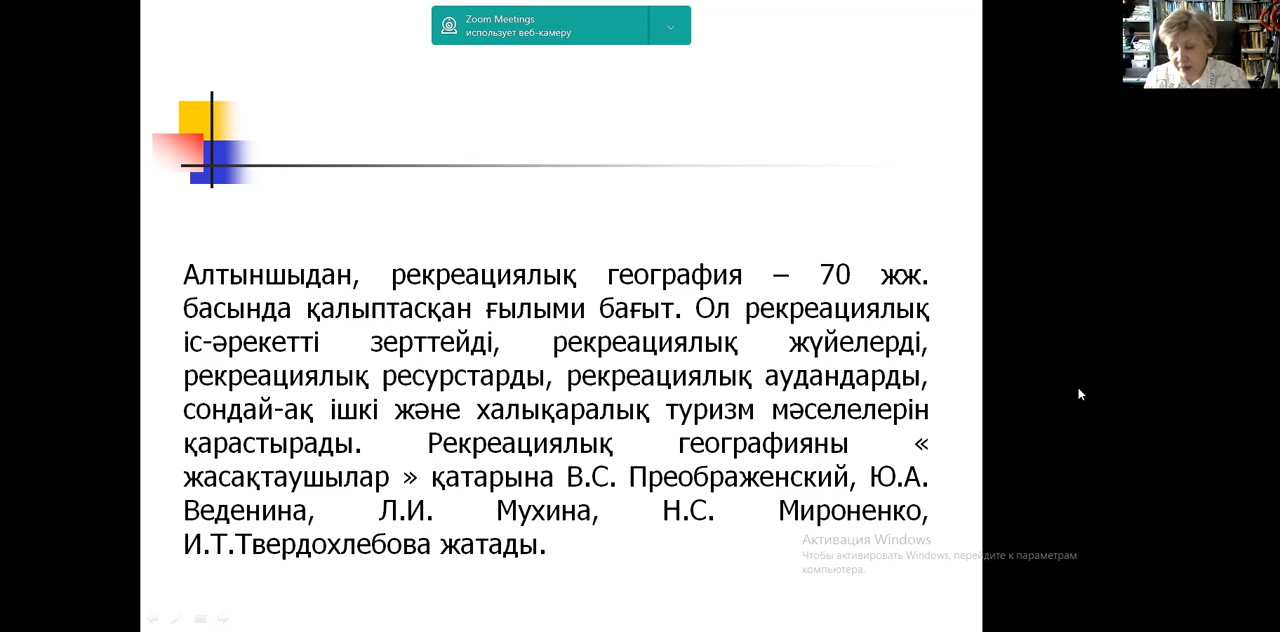 Zoom Meetings
использует веб-камеру
Алтыншыдан, рекреациялық география – 70 жж.
басында қалыптасқан ғылыми бағыт. Ол рекреациялық
іс-әрекетті зерттейді, рекреациялық жүйелерді,
рекреациялық ресурстарды, рекреациялық аудандарды,
сондай-ақ ішкі және халықаралық туризм мәселелерін
қарастырады. Рекреациялық географияны «
жасақтаушылар » қатарына В.С. Преображенский, Ю.А.
Веденина, Л.И. Мухина, Н.С. Мироненко,
И.Т.Твердохлебова жатады.
Активация Windows
Чтобы активировать Windows, перейдите к параметрам
компьютера.